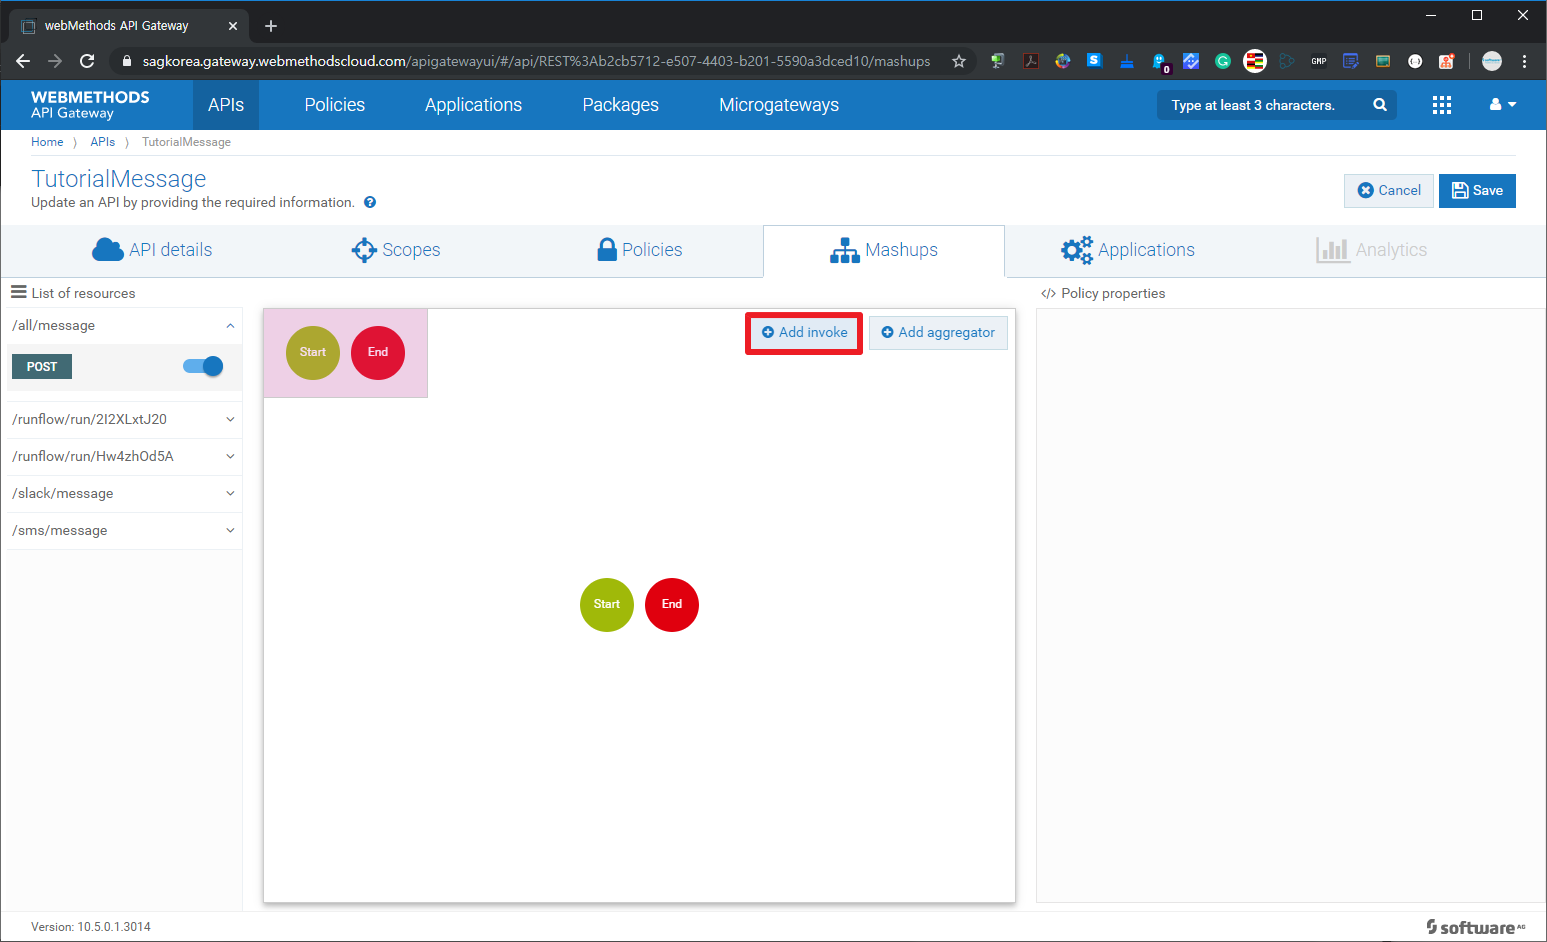 webMethods API Gateway
sagkorea.gateway.webmethodscloud.com/apigatewayui/#/api/REST%3Ab2cb5712-e507-4403-b201-5590a3dced10/mashups
S
0
GMP
WEBMETHODS
API Gateway
APIs
Policies
Applications
Packages
Microgateways
Type at least 3 characters.
Home
APIs
TutorialMessage
TutorialMessage
Update an API by providing the required information.
?
Cancel
Save
API details
Scopes
Policies
Mashups
Applications
Analytics
List of resources
/all/message
POST
/runflow/run/2I2XLxtJ20
/runflow/run/Hw4zhOd5A
/slack/message
/sms/message
Start
End
Add invoke
Add aggregator
Start
End
</> Policy properties
Version: 10.5.0.1.3014
software AG